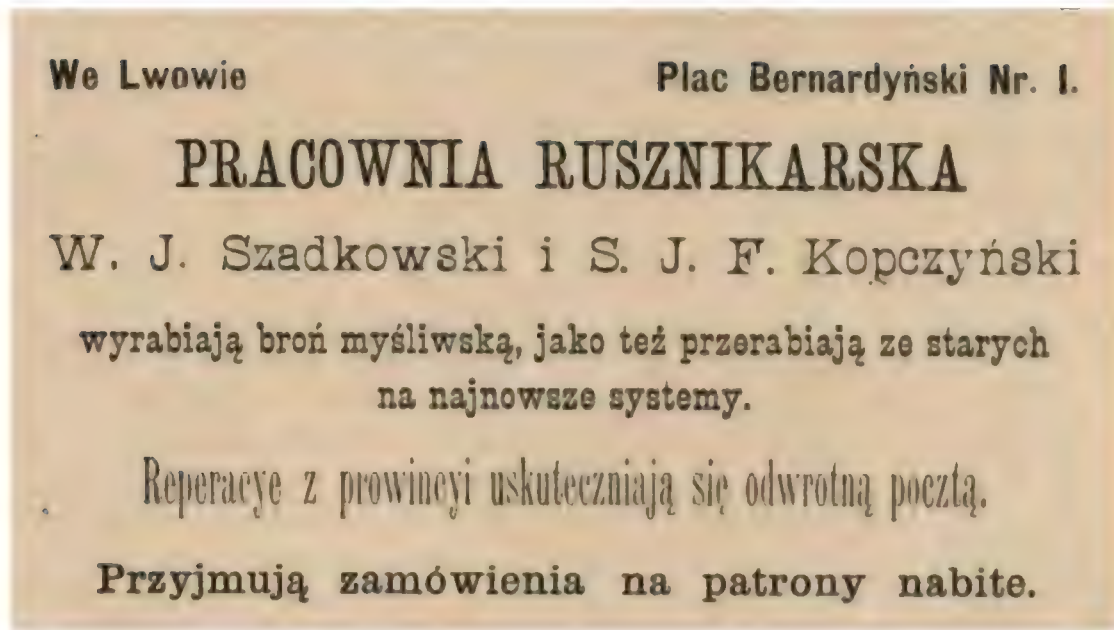 We Lwowie Plac Bernardyński Nr. 1.
PRACOWNIA RUSZNIKARSKA
W. J. Szadkowski i S. J. F. Kopczyński
wyrabiają broń myśliwską, jako też przerabiają ze starych
na najnowsze systemy.
Reperacye z prowincyi uskuteczniają się odwrotną pocztą.
Przyjmują zamówienia na patrony nabite.